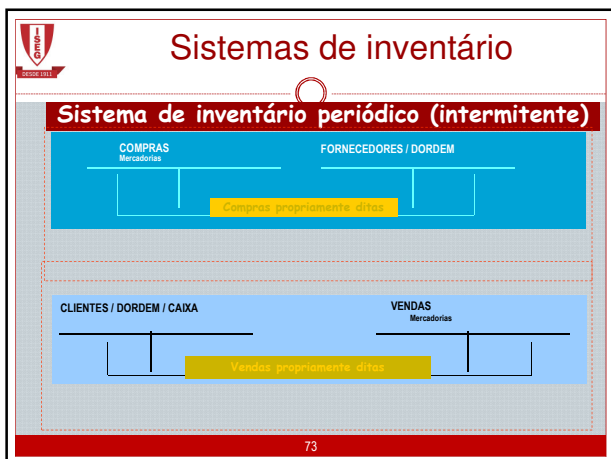 ISEG
DESDE 1911
Sistemas de inventário
Sistema de inventário periódico (intermitente)
COMPRAS
Mercadorias
FORNECEDORES / DORDEM
Compras propriamente ditas
CLIENTES / DORDEM / CAIXA
VENDAS
Mercadorias
Vendas propriamente ditas
73